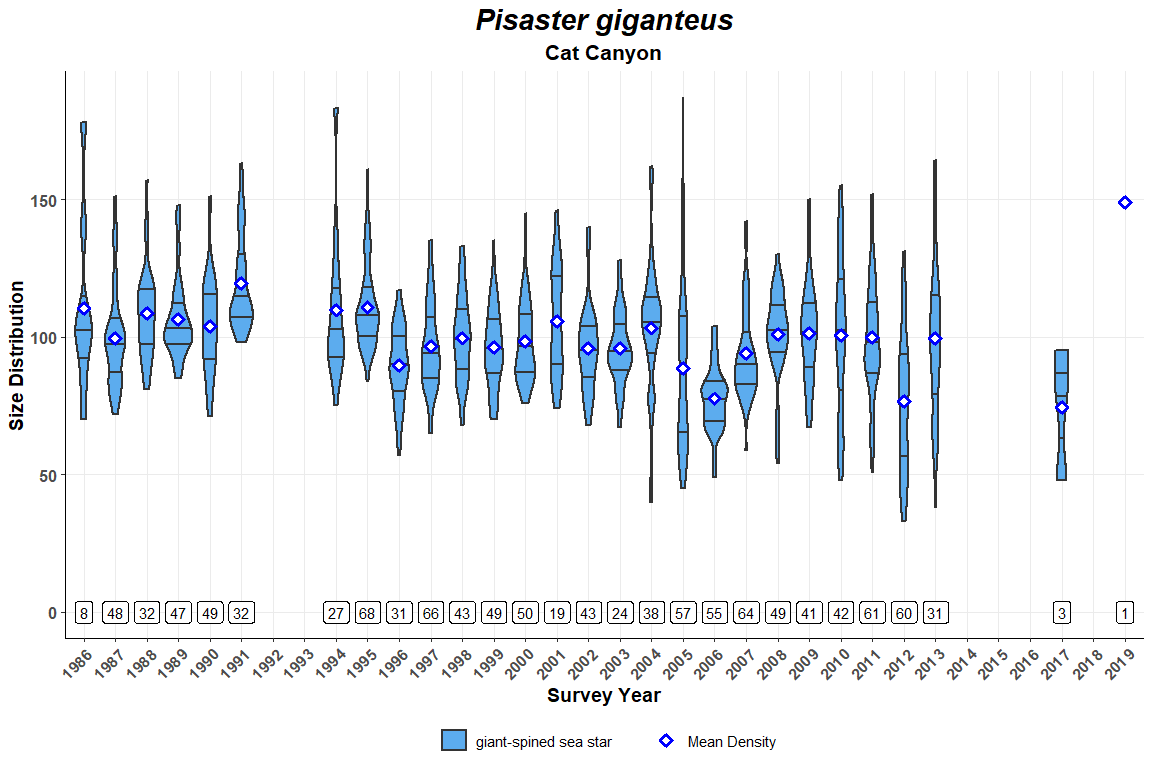 Pisaster giganteus
Cat Canyon
Size Distribution
150
100
50
0
8 48 32 47 49 32 27 68 31 66 43 49 50 19 43 24 38 57 55 64 49 41 42 61 60 31 3 1
1986 1987 1988 1989 1990 1991 1992 1993 1994 1995 1996 1997 1998 1999 2000 2001 2002 2003 2004 2005 2006 2007 2008 2009 2010 2011 2012 2013 2014 2015 2016 2017 2018 2019
Survey Year
giant-spined sea star Mean Density